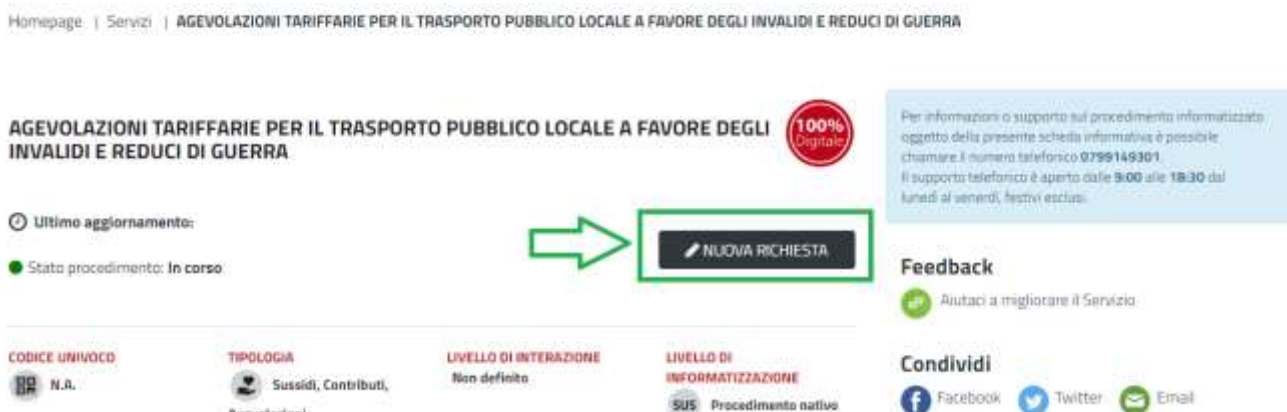 Homepage | Servizi | AGEVOLAZIONI TARIFFARIE PER IL TRASPORTO PUBBLICO LOCALE A FAVORE DEGLI INVALIDI E REDUCI DI GUERRA
AGEVOLAZIONI TARIFFARIE PER IL TRASPORTO PUBBLICO LOCALE A FAVORE DEGLI
INVALIDI E REDUCI DI GUERRA
100%
Digitale
Ultimo aggiornamento:
Stato procedimento: In corso
NUOVA RICHIESTA
CODICE UNIVOCO
N.A.
TIPOLOGIA
Sussidi, Contributi,
Agevolazioni
LIVELLO DI INTERAZIONE
Non definito
LIVELLO DI
INFORMATIZZAZIONE
SUS Procedimento nativo
Per informazioni o supporto sul procedimento informatizzato
oggetto della presente scheda informativa è possibile
chiamare il numero telefonico 0799149301.
Il supporto telefonico è aperto dalle 9:00 alle 18:30 dal
lunedì al venerdì, festivi esclusi.
Feedback
Aiutaci a migliorare il Servizio
Condividi
Facebook Twitter Email